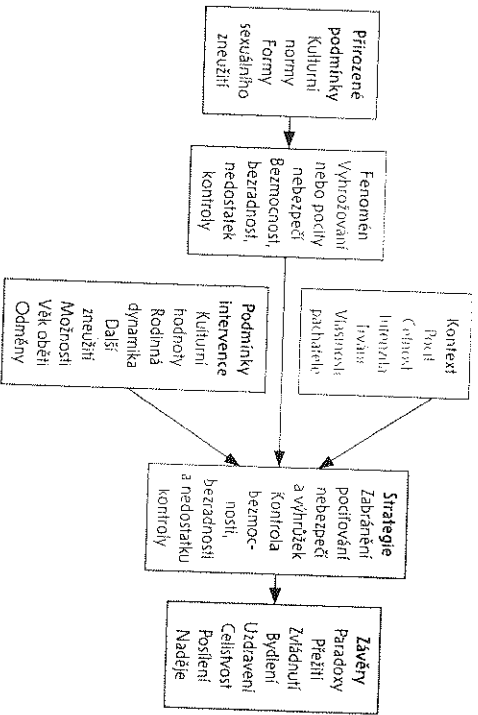 Přirozené
podmínky
Kulturní
normy
Formy
sexuálního
zneužití
Fenomén
Vyhrožování
nebo pocity
nebezpečí
Bezmocnost,
bezradnost,
nedostatek
kontroly
Kontext
Pocit
Četnost
Intenzita
Trvání
Vlastnosti
pachatele
Podmínky
intervence
Kulturní
hodnoty
Rodinná
dynamika
Další
zneužití
Možnosti
Věk oběti
Odměny
Strategie
Zabránění
pociťování
nebezpečí
a výhrůžek
Kontrola
bezmoc-
nosti,
bezradnosti
a nedostatku
kontroly
Závěry
Paradoxy
Přežití
Zvládnutí
Bydlení
Uzdravení
Celistvost
Posílení
Naděje